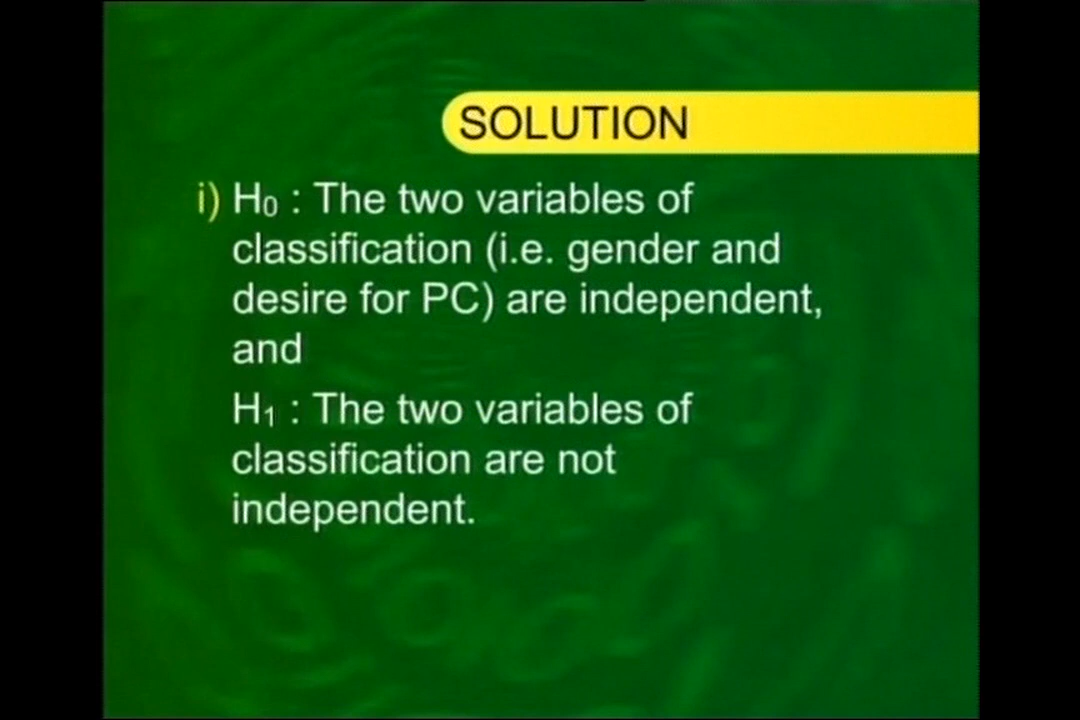 SOLUTION
i) H₀ : The two variables of
classification (i.e. gender and
desire for PC) are independent,
and
H₁ : The two variables of
classification are not
independent.